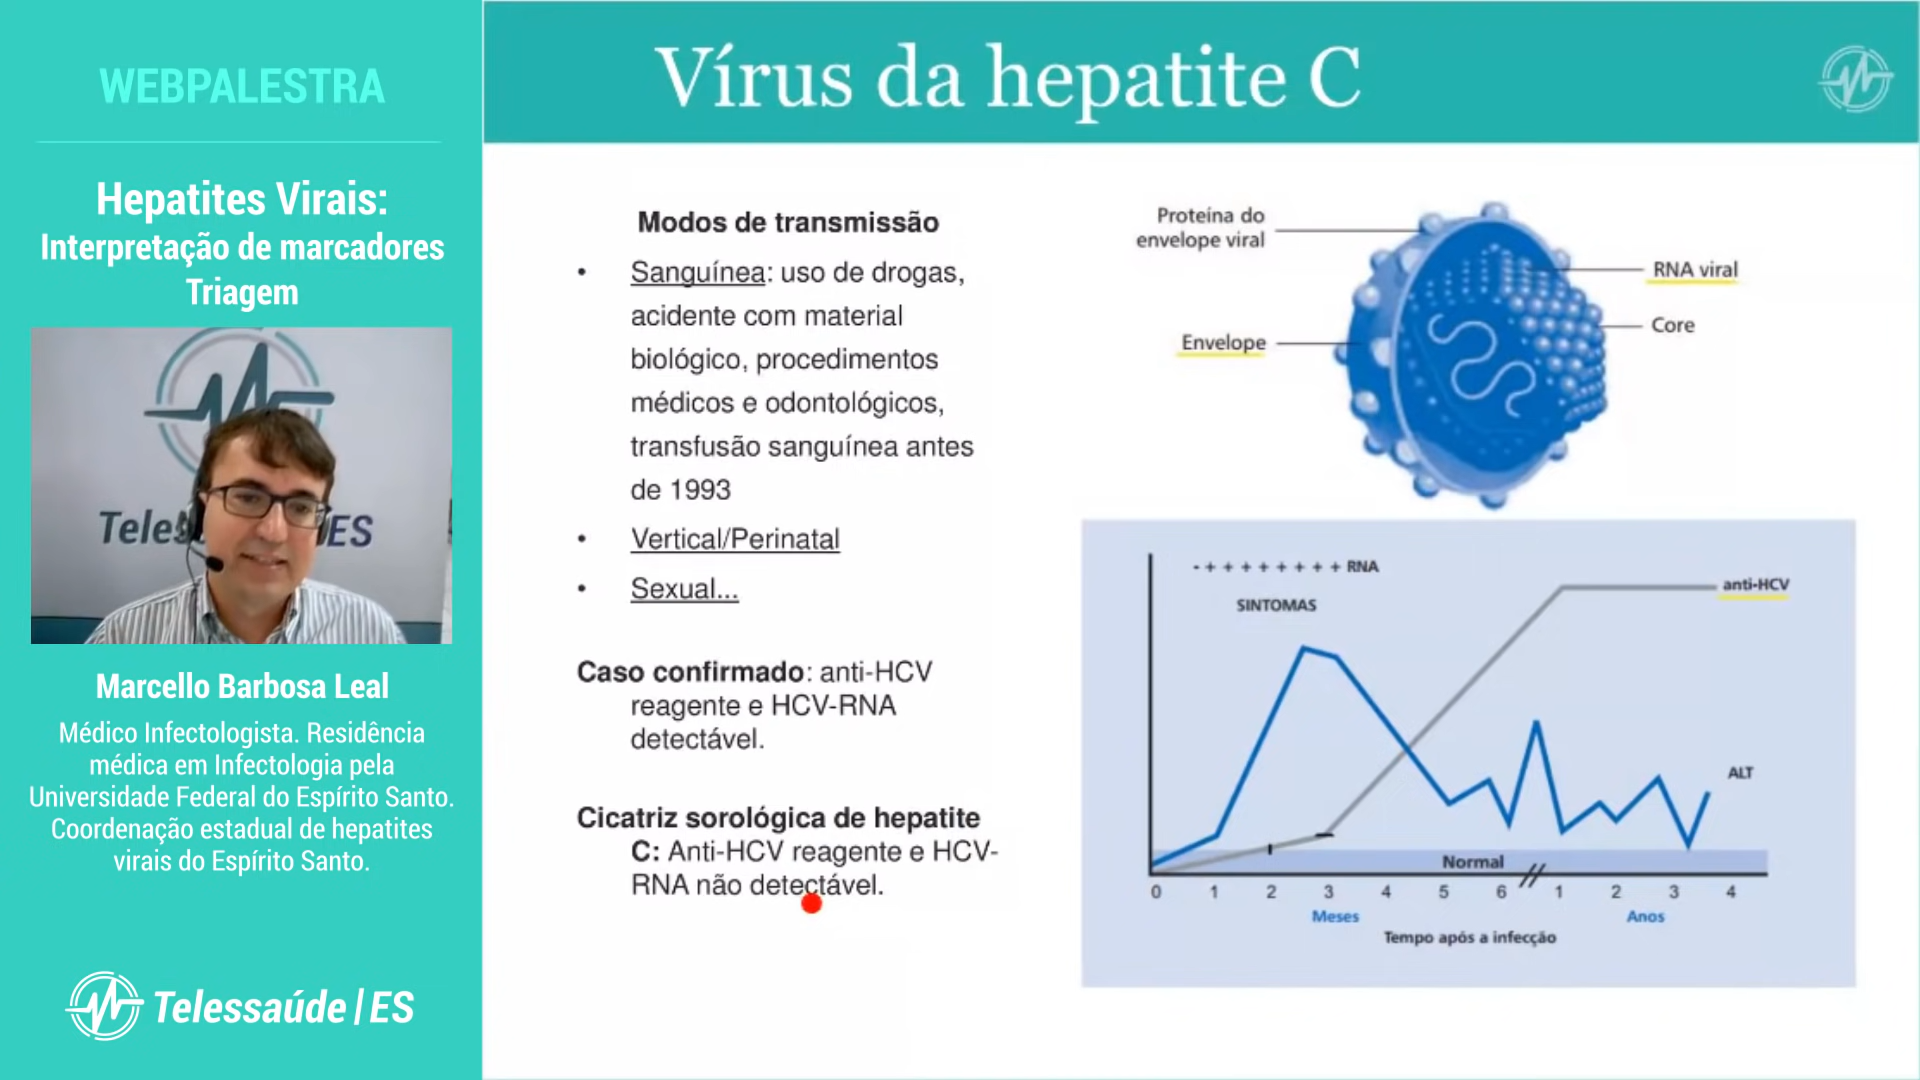 WEBPALESTRA
Hepatites Virais:
Interpretação de marcadores
Triagem
Marcello Barbosa Leal
Médico Infectologista. Residência
médica em Infectologia pela
Universidade Federal do Espírito Santo.
Coordenação estadual de hepatites
virais do Espírito Santo.
Telessaúde|ES
Vírus da hepatite C
Modos de transmissão
• Sanguínea: uso de drogas,
acidente com material
biológico, procedimentos
médicos e odontológicos,
transfusão sanguínea antes
de 1993
• Vertical/Perinatal
• Sexual...
Caso confirmado: anti-HCV
reagente e HCV-RNA
detectável.
Cicatriz sorológica de hepatite
C: Anti-HCV reagente e HCV-
RNA não detectável.
Proteína do
envelope viral
RNA viral
Core
Envelope
- + + + + + + + + + RNA
SINTOMAS
anti-HCV
ALT
Normal
0 1 2 3 4 5 6 1 2 3 4
Meses Anos
Tempo após a infecção